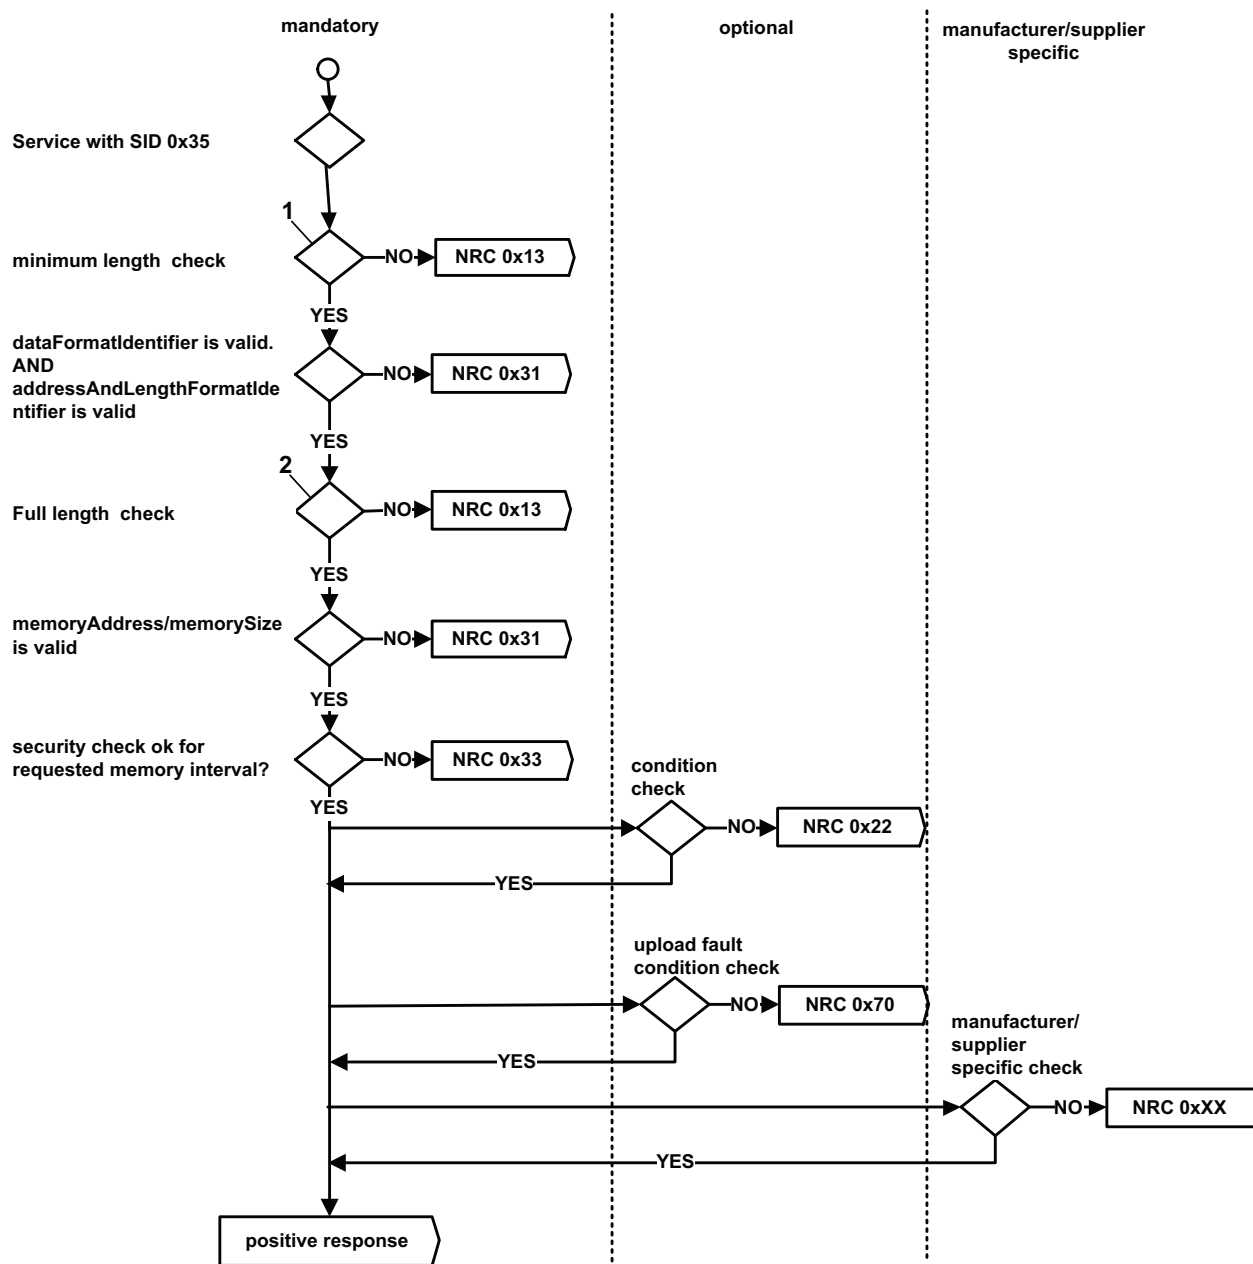 mandatory
optional
manufacturer/supplier
specific
Service with SID 0x35
1
minimum length check
NO
NRC 0x13
YES
dataFormatIdentifier is valid.
AND
addressAndLengthFormatIde
ntifier is valid
NO
NRC 0x31
YES
2
Full length check
NO
NRC 0x13
YES
memoryAddress/memorySize
is valid
NO
NRC 0x31
YES
security check ok for
requested memory interval?
NO
NRC 0x33
YES
condition
check
NO
NRC 0x22
YES
upload fault
condition check
NO
NRC 0x70
YES
manufacturer/
supplier
specific check
NO
NRC 0xXX
YES
positive response